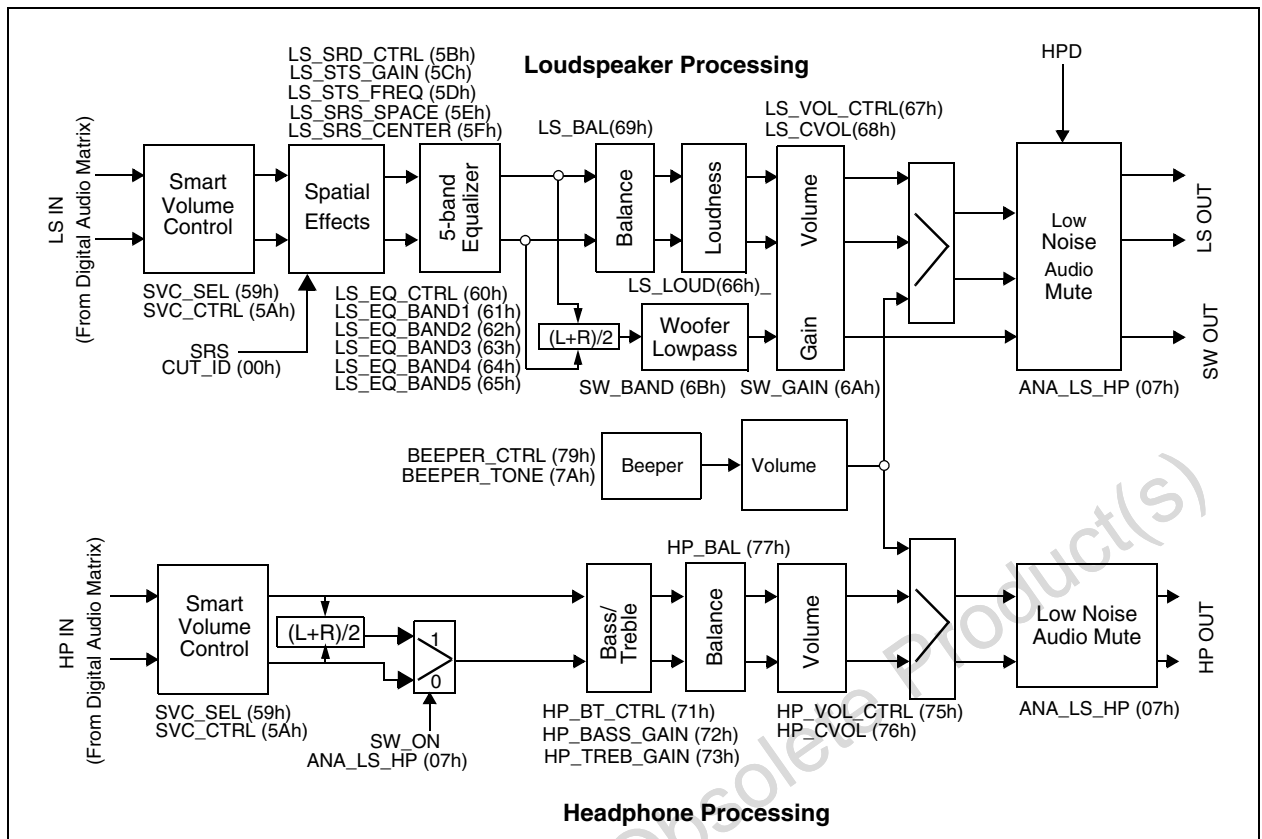 LS_SRD_CTRL (5Bh)
LS_STS_GAIN (5Ch)
LS_STS_FREQ (5Dh)
LS_SRS_SPACE (5Eh)
LS_SRS_CENTER (5Fh)
Loudspeaker Processing
HPD
LS_BAL(69h)
LS_VOL_CTRL(67h)
LS_CVOL(68h)
LS IN
(From Digital Audio Matrix)
Smart
Volume
Control
Spatial
Effects
5-band
Equalizer
Balance
Loudness
Volume
Gain
Low
Noise
Audio
Mute
LS OUT
SW OUT
SVC_SEL (59h)
SVC_CTRL (5Ah)
SRS
CUT_ID (00h)
LS_EQ_CTRL (60h)
LS_EQ_BAND1 (61h)
LS_EQ_BAND2 (62h)
LS_EQ_BAND3 (63h)
LS_EQ_BAND4 (64h)
LS_EQ_BAND5 (65h)
LS_LOUD(66h)_
(L+R)/2
Woofer
Lowpass
SW_BAND (6Bh)
SW_GAIN (6Ah)
ANA_LS_HP (07h)
BEEPER_CTRL (79h)
BEEPER_TONE (7Ah)
Beeper
Volume
HP IN
(From Digital Audio Matrix)
Smart
Volume
Control
(L+R)/2
1
0
HP_BAL (77h)
Bass/
Treble
Balance
Volume
Low Noise
Audio Mute
HP OUT
SVC_SEL (59h)
SVC_CTRL (5Ah)
SW_ON
ANA_LS_HP (07h)
HP_BT_CTRL (71h)
HP_BASS_GAIN (72h)
HP_TREB_GAIN (73h)
HP_VOL_CTRL (75h)
HP_CVOL (76h)
ANA_LS_HP (07h)
Headphone Processing
Obsolete Product(s)